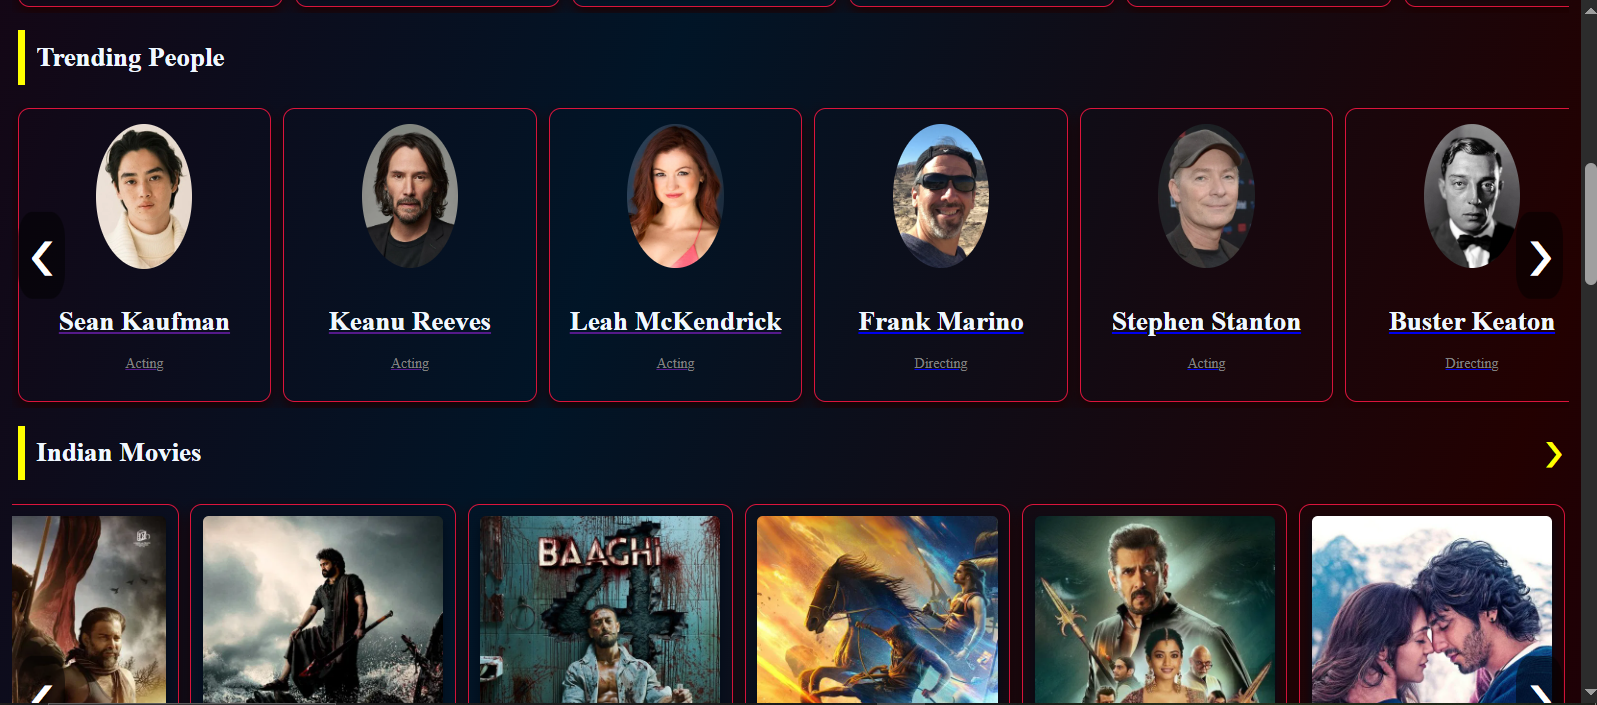 Trending People
Sean Kaufman
Acting
Keanu Reeves
Acting
Leah McKendrick
Acting
Frank Marino
Directing
Stephen Stanton
Acting
Buster Keaton
Directing
Indian Movies
BAAGHI
4